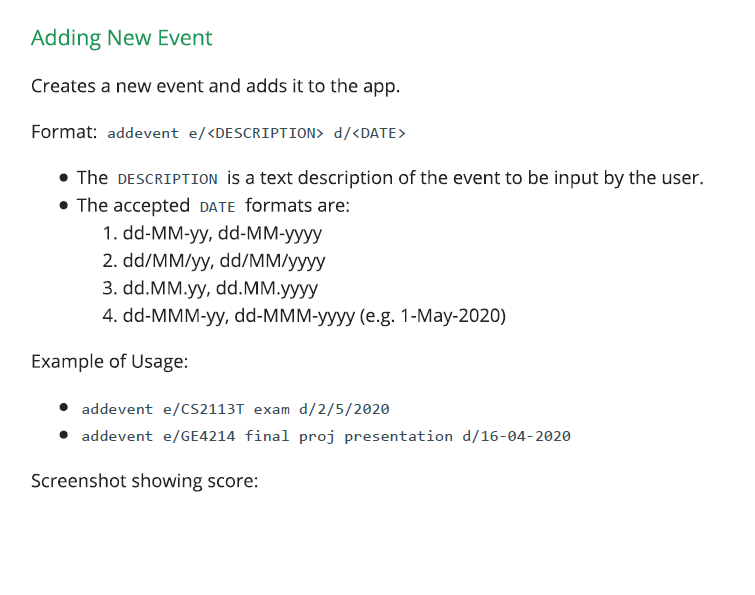 Adding New Event
Creates a new event and adds it to the app.
Format: addevent e/<DESCRIPTION> d/<DATE>
• The DESCRIPTION is a text description of the event to be input by the user.
• The accepted DATE formats are:
1. dd-MM-yy, dd-MM-yyyy
2. dd/MM/yy, dd/MM/yyyy
3. dd.MM.yy, dd.MM.yyyy
4. dd-MMM-yy, dd-MMM-yyyy (e.g. 1-May-2020)
Example of Usage:
• addevent e/CS2113T exam d/2/5/2020
• addevent e/GE4214 final proj presentation d/16-04-2020
Screenshot showing score: